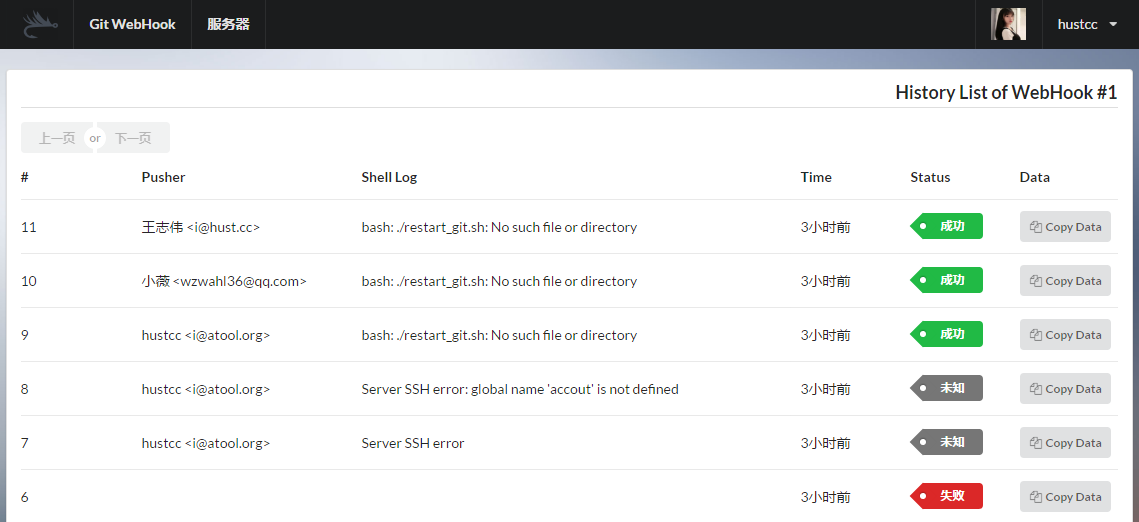 Git WebHook 服务器 hustcc
History List of WebHook #1
上一页 or 下一页
# Pusher Shell Log Time Status Data
11 王志伟 <i@hust.cc> bash: ./restart_git.sh: No such file or directory 3小时前 成功 Copy Data
10 小薇 <wzwahl36@qq.com> bash: ./restart_git.sh: No such file or directory 3小时前 成功 Copy Data
9 hustcc <i@atool.org> bash: ./restart_git.sh: No such file or directory 3小时前 成功 Copy Data
8 hustcc <i@atool.org> Server SSH error: global name 'accout' is not defined 3小时前 未知 Copy Data
7 hustcc <i@atool.org> Server SSH error 3小时前 未知 Copy Data
6 3小时前 失败 Copy Data